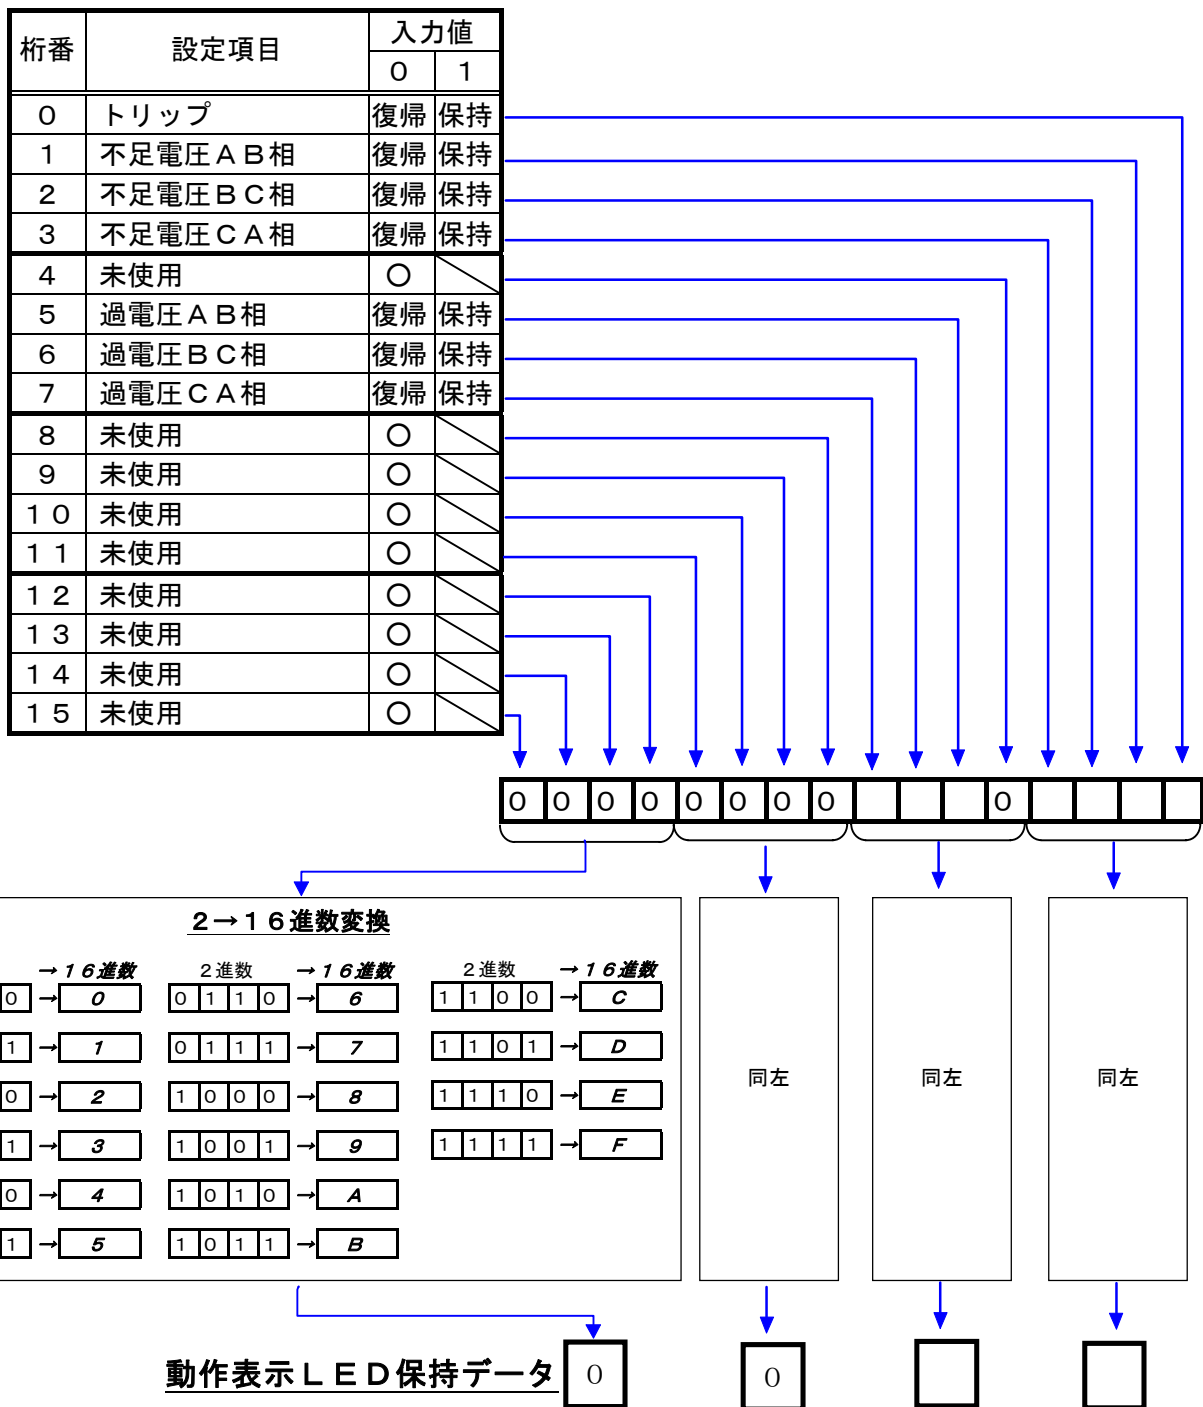 桁番 設定項目 入力値
0 1
0 トリップ 復帰 保持
1 不足電圧AB相 復帰 保持
2 不足電圧BC相 復帰 保持
3 不足電圧CA相 復帰 保持
4 未使用 ○
5 過電圧AB相 復帰 保持
6 過電圧BC相 復帰 保持
7 過電圧CA相 復帰 保持
8 未使用 ○
9 未使用 ○
10 未使用 ○
11 未使用 ○
12 未使用 ○
13 未使用 ○
14 未使用 ○
15 未使用 ○
0 0 0 0 0 0 0 0 0
2→16進数変換
→16進数 2進数 →16進数 2進数 →16進数
0 → 0 0 1 1 0 → 6 1 1 0 0 → C
1 → 1 0 1 1 1 → 7 1 1 0 1 → D
0 → 2 1 0 0 0 → 8 1 1 1 0 → E
1 → 3 1 0 0 1 → 9 1 1 1 1 → F
0 → 4 1 0 1 0 → A
1 → 5 1 0 1 1 → B
同左 同左 同左
動作表示LED保持データ 0 0